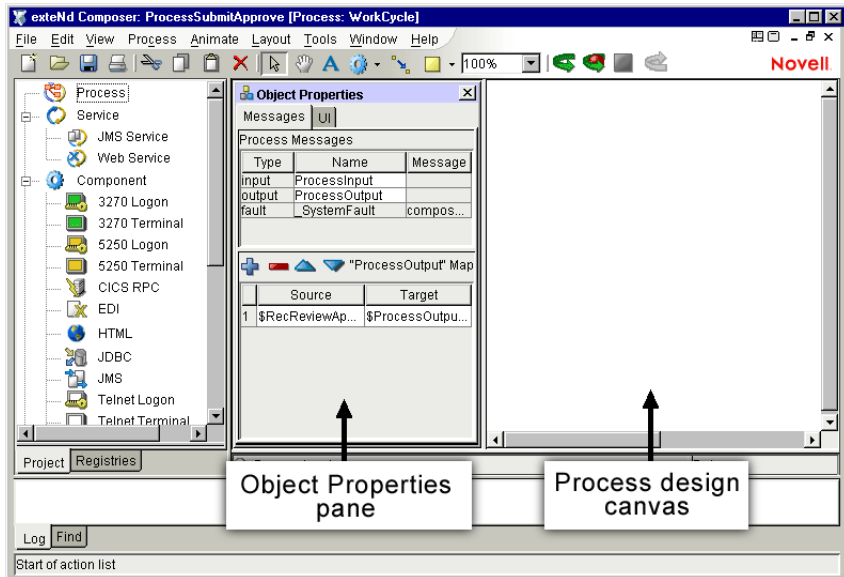 exteNd Composer: ProcessSubmitApprove [Process: WorkCycle]
File Edit View Process Animate Layout Tools Window Help
100%
Novell
Process
Service
JMS Service
Web Service
Component
3270 Logon
3270 Terminal
5250 Logon
5250 Terminal
CICS RPC
EDI
HTML
JDBC
JMS
Telnet Logon
Telnet Terminal
Project Registries
Object Properties
Messages UI
Process Messages
Type Name Message
input ProcessInput
output ProcessOutput
fault _SystemFault compos...
"ProcessOutput" Map
Source Target
1 $RecReviewAp... $ProcessOutpu...
Object Properties
pane
Process design
canvas
Log Find
Start of action list